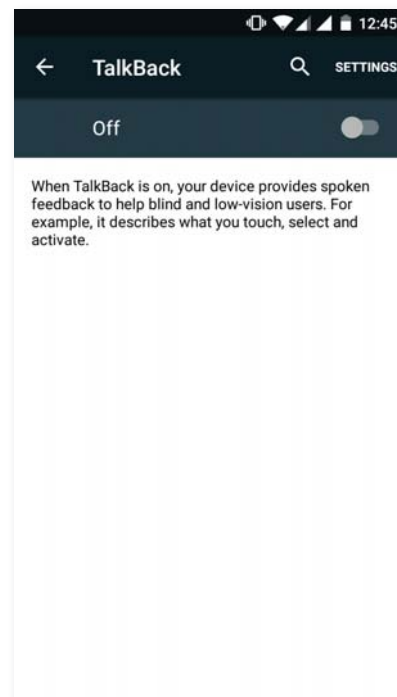 12:45
TalkBack
SETTINGS
Off
When TalkBack is on, your device provides spoken
feedback to help blind and low-vision users. For
example, it describes what you touch, select and
activate.